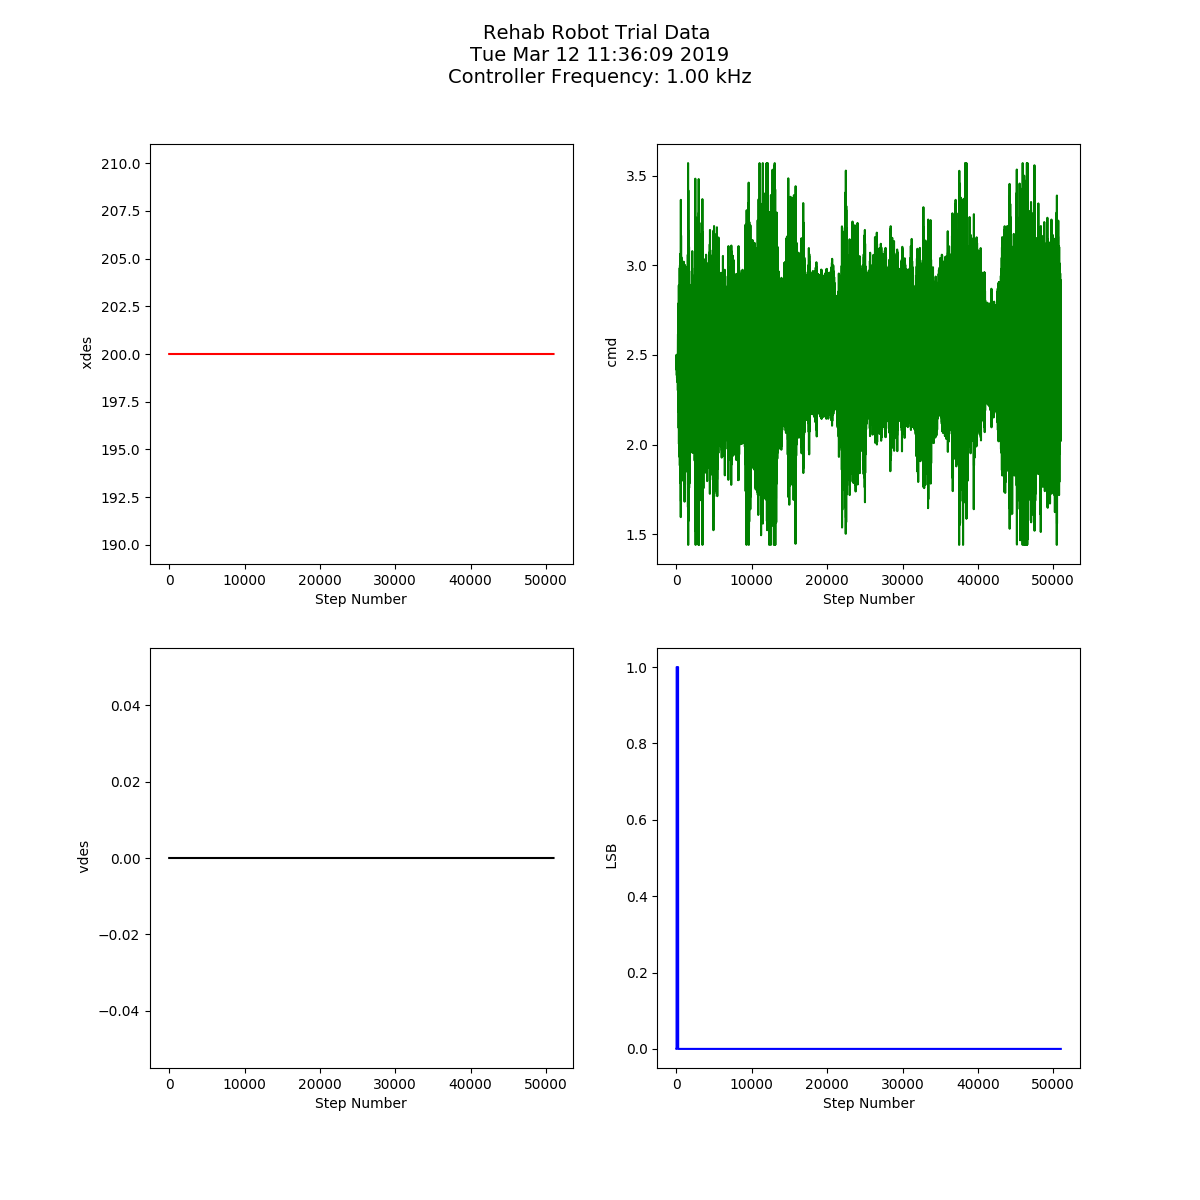 Rehab Robot Trial Data
Tue Mar 12 11:36:09 2019
Controller Frequency: 1.00 kHz
210.0
207.5
205.0
202.5
200.0
197.5
195.0
192.5
190.0
xdes
0 10000 20000 30000 40000 50000
Step Number
3.5
3.0
2.5
2.0
1.5
cmd
0 10000 20000 30000 40000 50000
Step Number
0.04
0.02
0.00
−0.02
−0.04
vdes
0 10000 20000 30000 40000 50000
Step Number
1.0
0.8
0.6
0.4
0.2
0.0
LSB
0 10000 20000 30000 40000 50000
Step Number